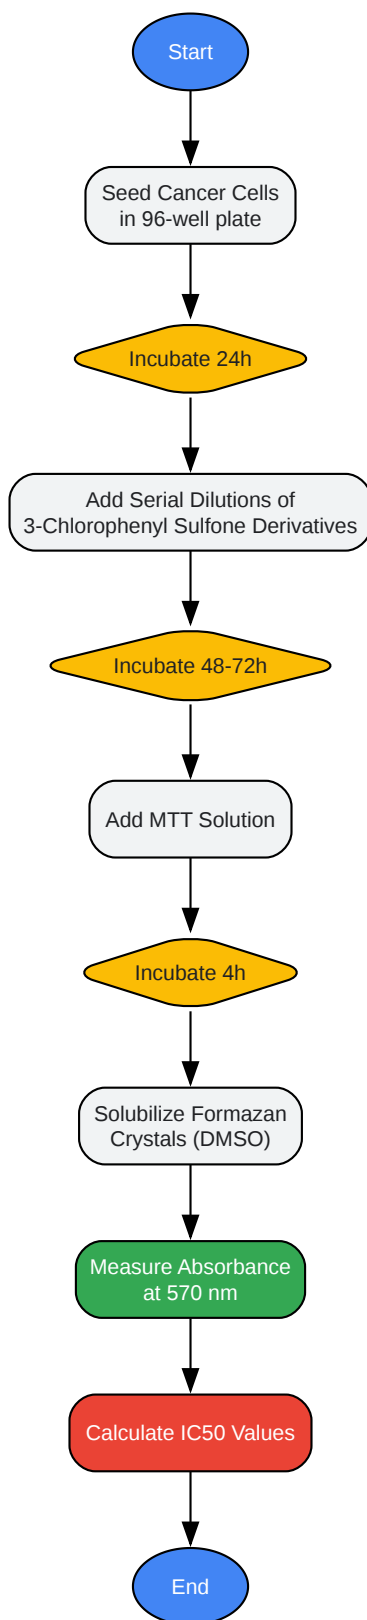 Start
Seed Cancer Cells
in 96-well plate
Incubate 24h
Add Serial Dilutions of
3-Chlorophenyl Sulfone Derivatives
Incubate 48-72h
Add MTT Solution
Incubate 4h
Solubilize Formazan
Crystals (DMSO)
Measure Absorbance
at 570 nm
Calculate IC50 Values
End